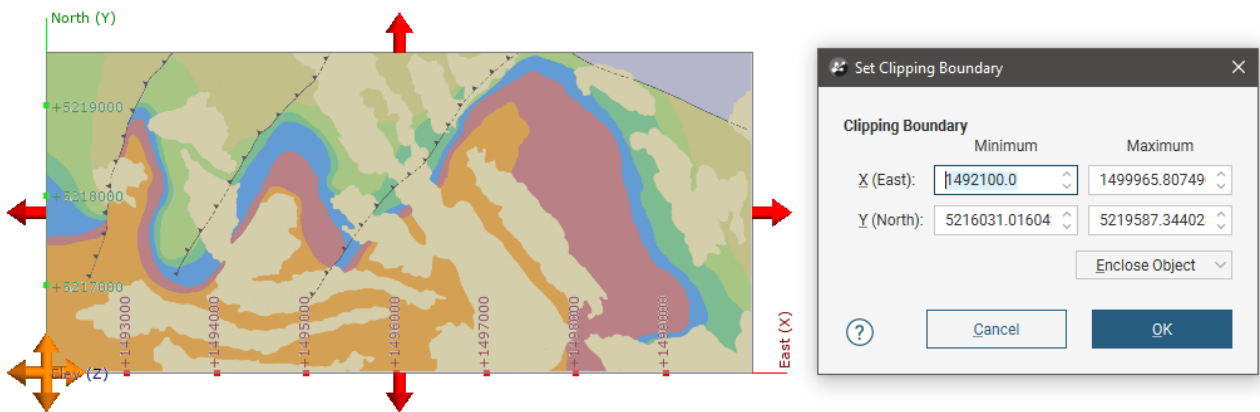 North (Y)
+5219000
+5218000
+5217000
+1493000
+1494000
+1495000
+1496000
+1497000
+1498000
+1499000
East (X)
Elev (Z)
Set Clipping Boundary
Clipping Boundary
Minimum Maximum
X (East): 1492100.0 1499965.80749
Y (North): 5216031.01604 5219587.34402
Enclose Object
? Cancel OK